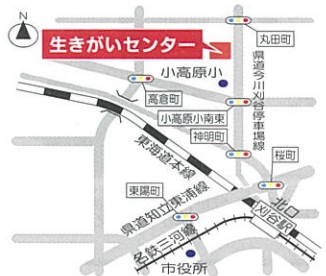 N
丸田町
生きがいセンター
小高原小
高倉町
県道今川刈谷停車場線
小高原小南東
神明町
桜町
東海道本線
東陽町
県道知立東浦線
北口
刈谷駅
名鉄三河線
市役所